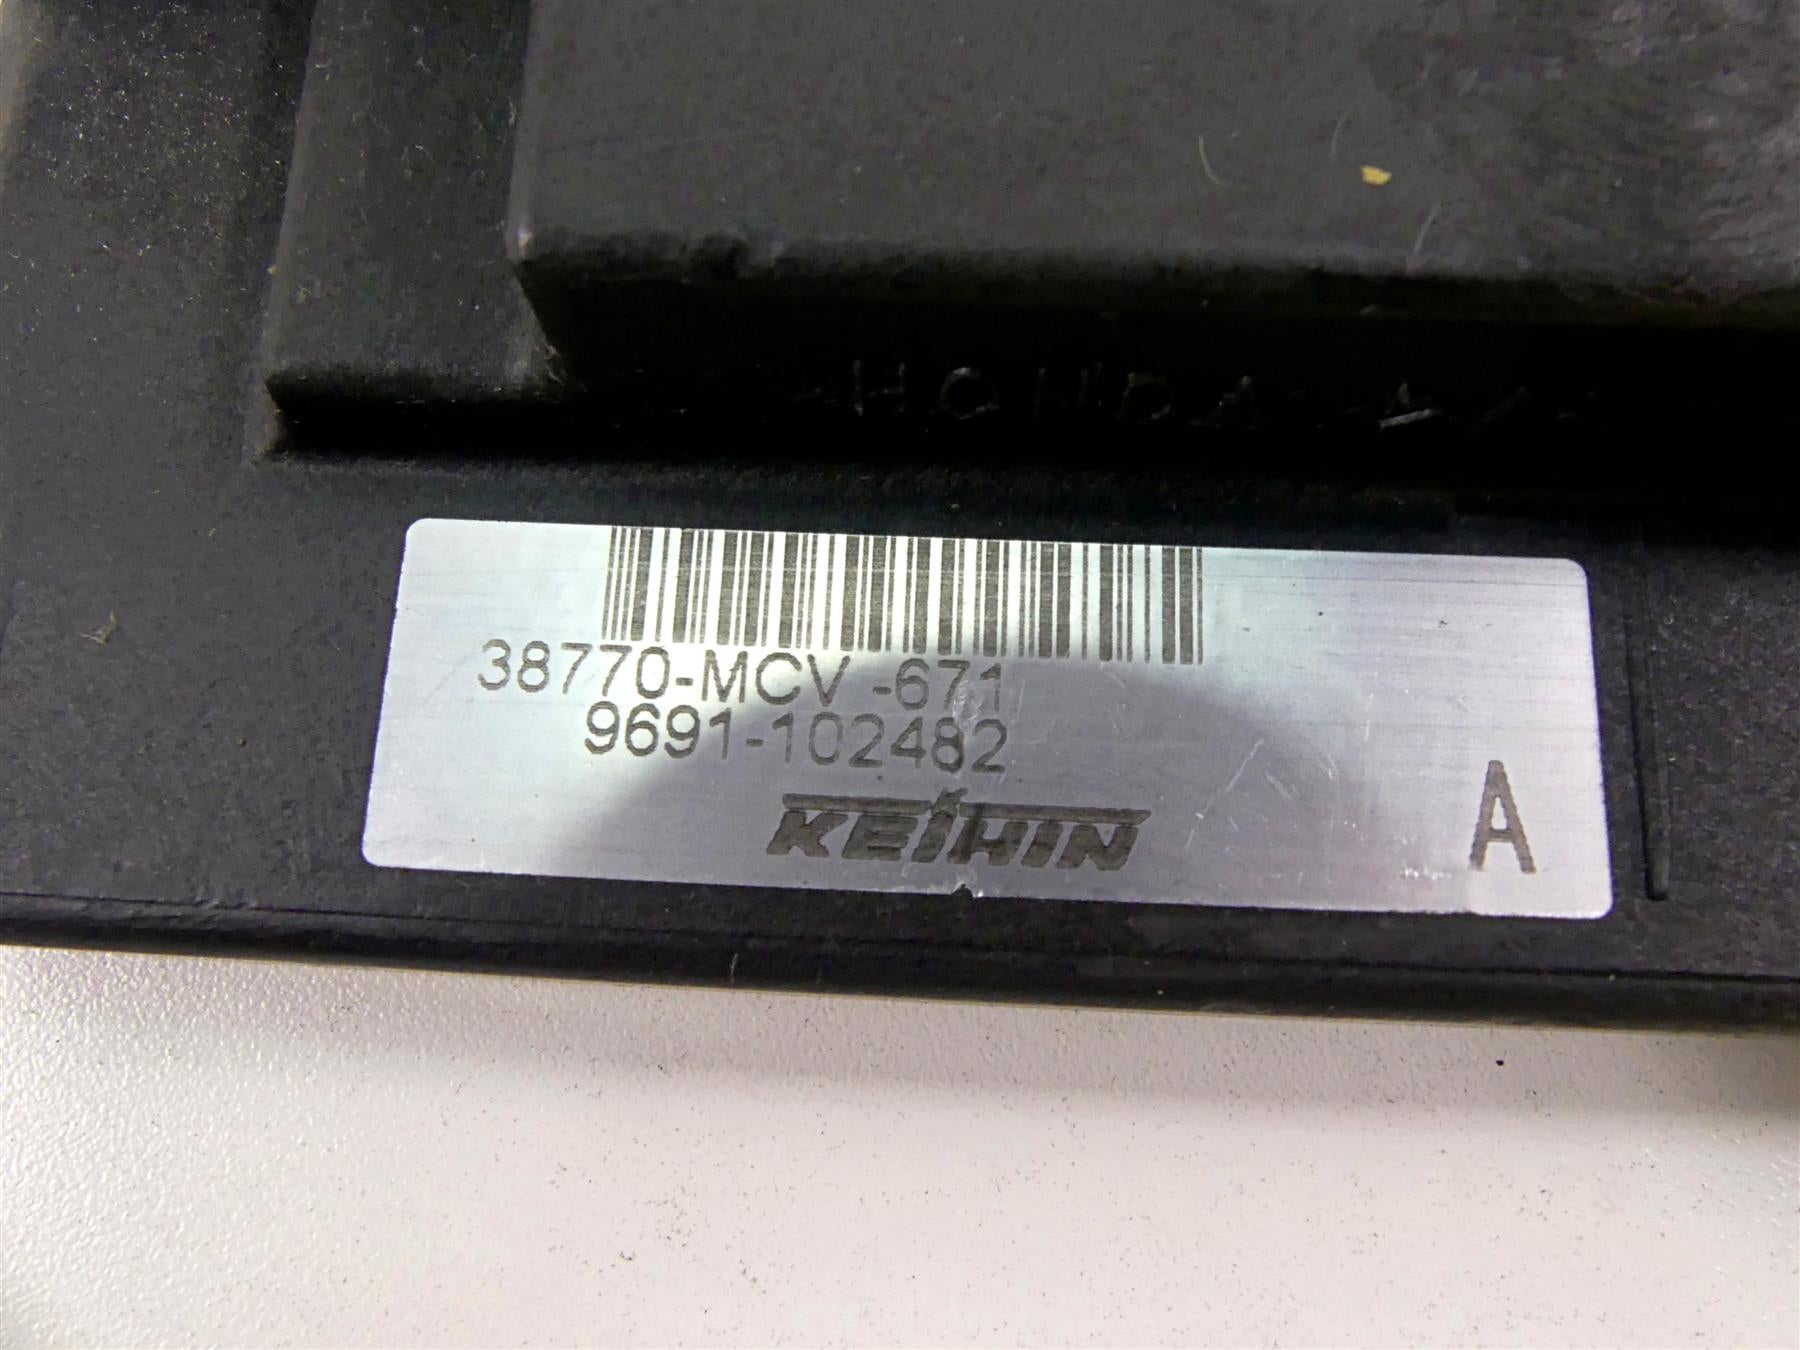 HONDA
38770-MCV -671
9691-102482
KEIHIN
A